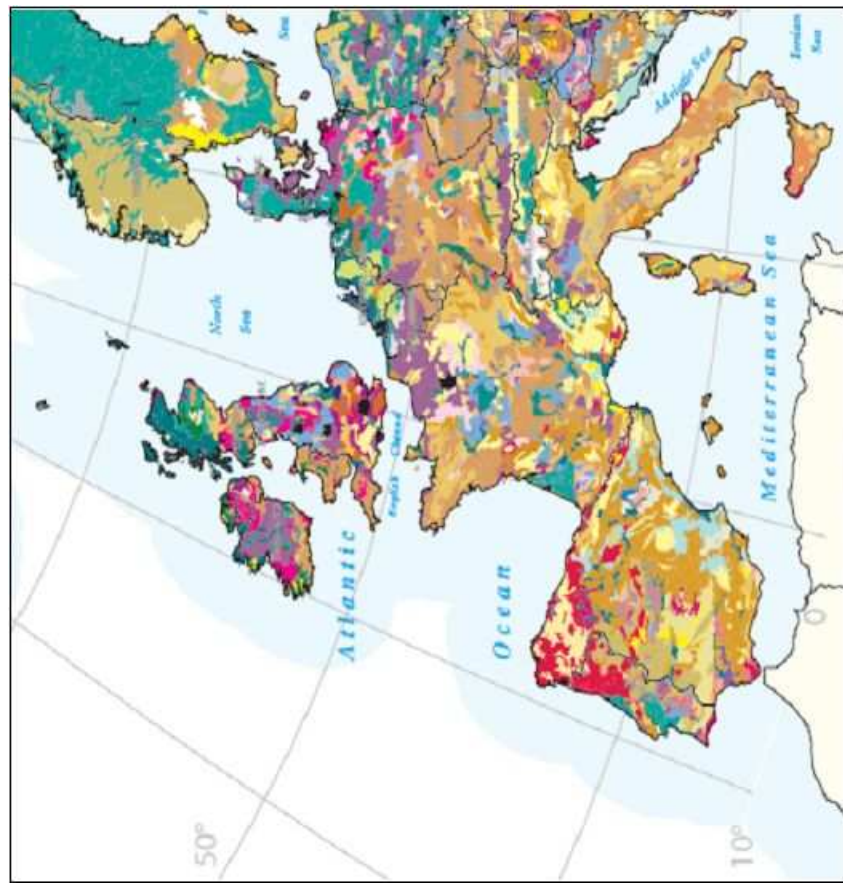 Sea
Adriatic Sea
Ionian
Sea
North
Sea
Mediterranean Sea
English Channel
Atlantic
Ocean
0
50°
10°